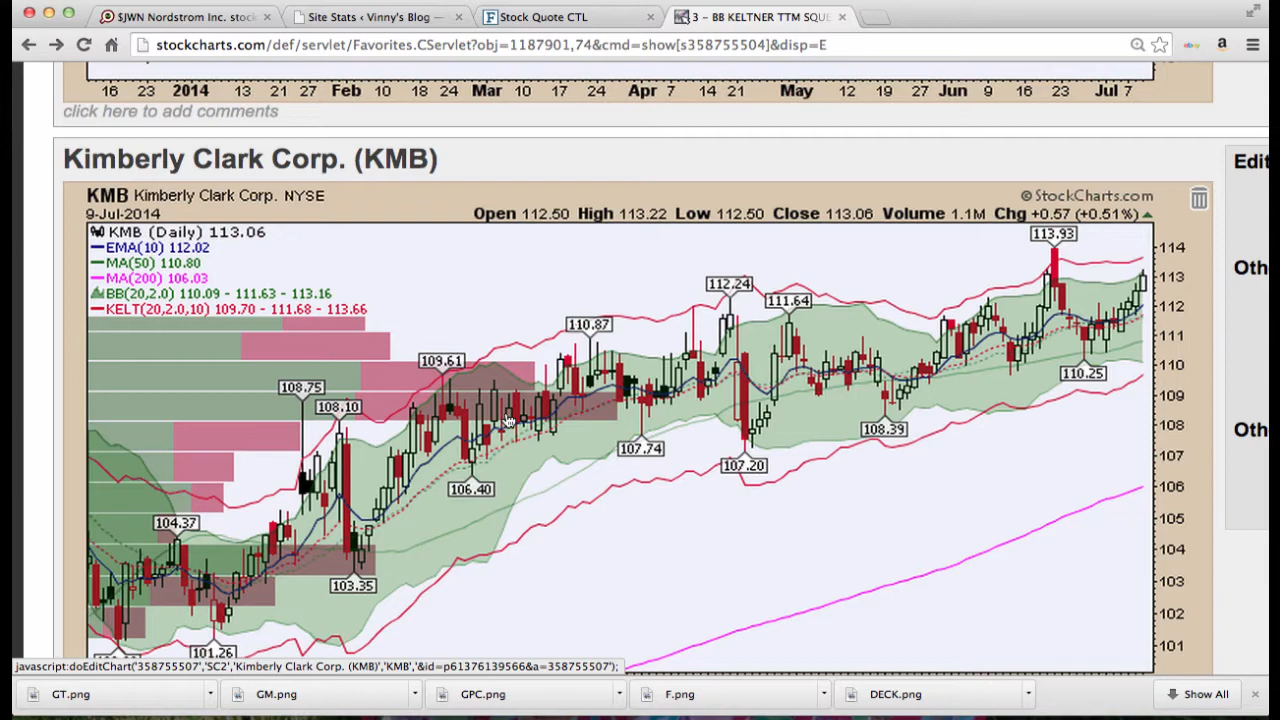 $JWN Nordstrom Inc. stoc
Site Stats ‹ Vinny's Blog —
Stock Quote CTL
3 – BB KELTNER TTM SQUE
stockcharts.com/def/servlet/Favorites.CServlet?obj=1187901,74&cmd=show[s358755504]&disp=E
16 23 2014 13 21 27 Feb 10 18 24 Mar 10 17 24 Apr 7 14 21 May 12 19 27 Jun 9 16 23 Jul 7
click here to add comments
Kimberly Clark Corp. (KMB)
Edit
KMB Kimberly Clark Corp. NYSE
© StockCharts.com
9-Jul-2014
Open 112.50 High 113.22 Low 112.50 Close 113.06 Volume 1.1M Chg +0.57 (+0.51%)
KMB (Daily) 113.06
EMA(10) 112.02
MA(50) 110.80
MA(200) 106.03
BB(20,2.0) 110.09 - 111.63 - 113.16
KELT(20,2.0,10) 109.70 - 111.68 - 113.66
113.93
114
Oth
113
112.24
111.64
112
110.87
111
109.61
110.25
110
108.75
108.10
109
108.39
Oth
108
107.74
107.20
107
106.40
106
104.37
105
104
103.35
103
102
101.26
101
javascript:doEditChart('358755507','SC2','Kimberly Clark Corp. (KMB)','KMB','&id=p61376139566&a=358755507');
GT.png
GM.png
GPC.png
F.png
DECK.png
Show All